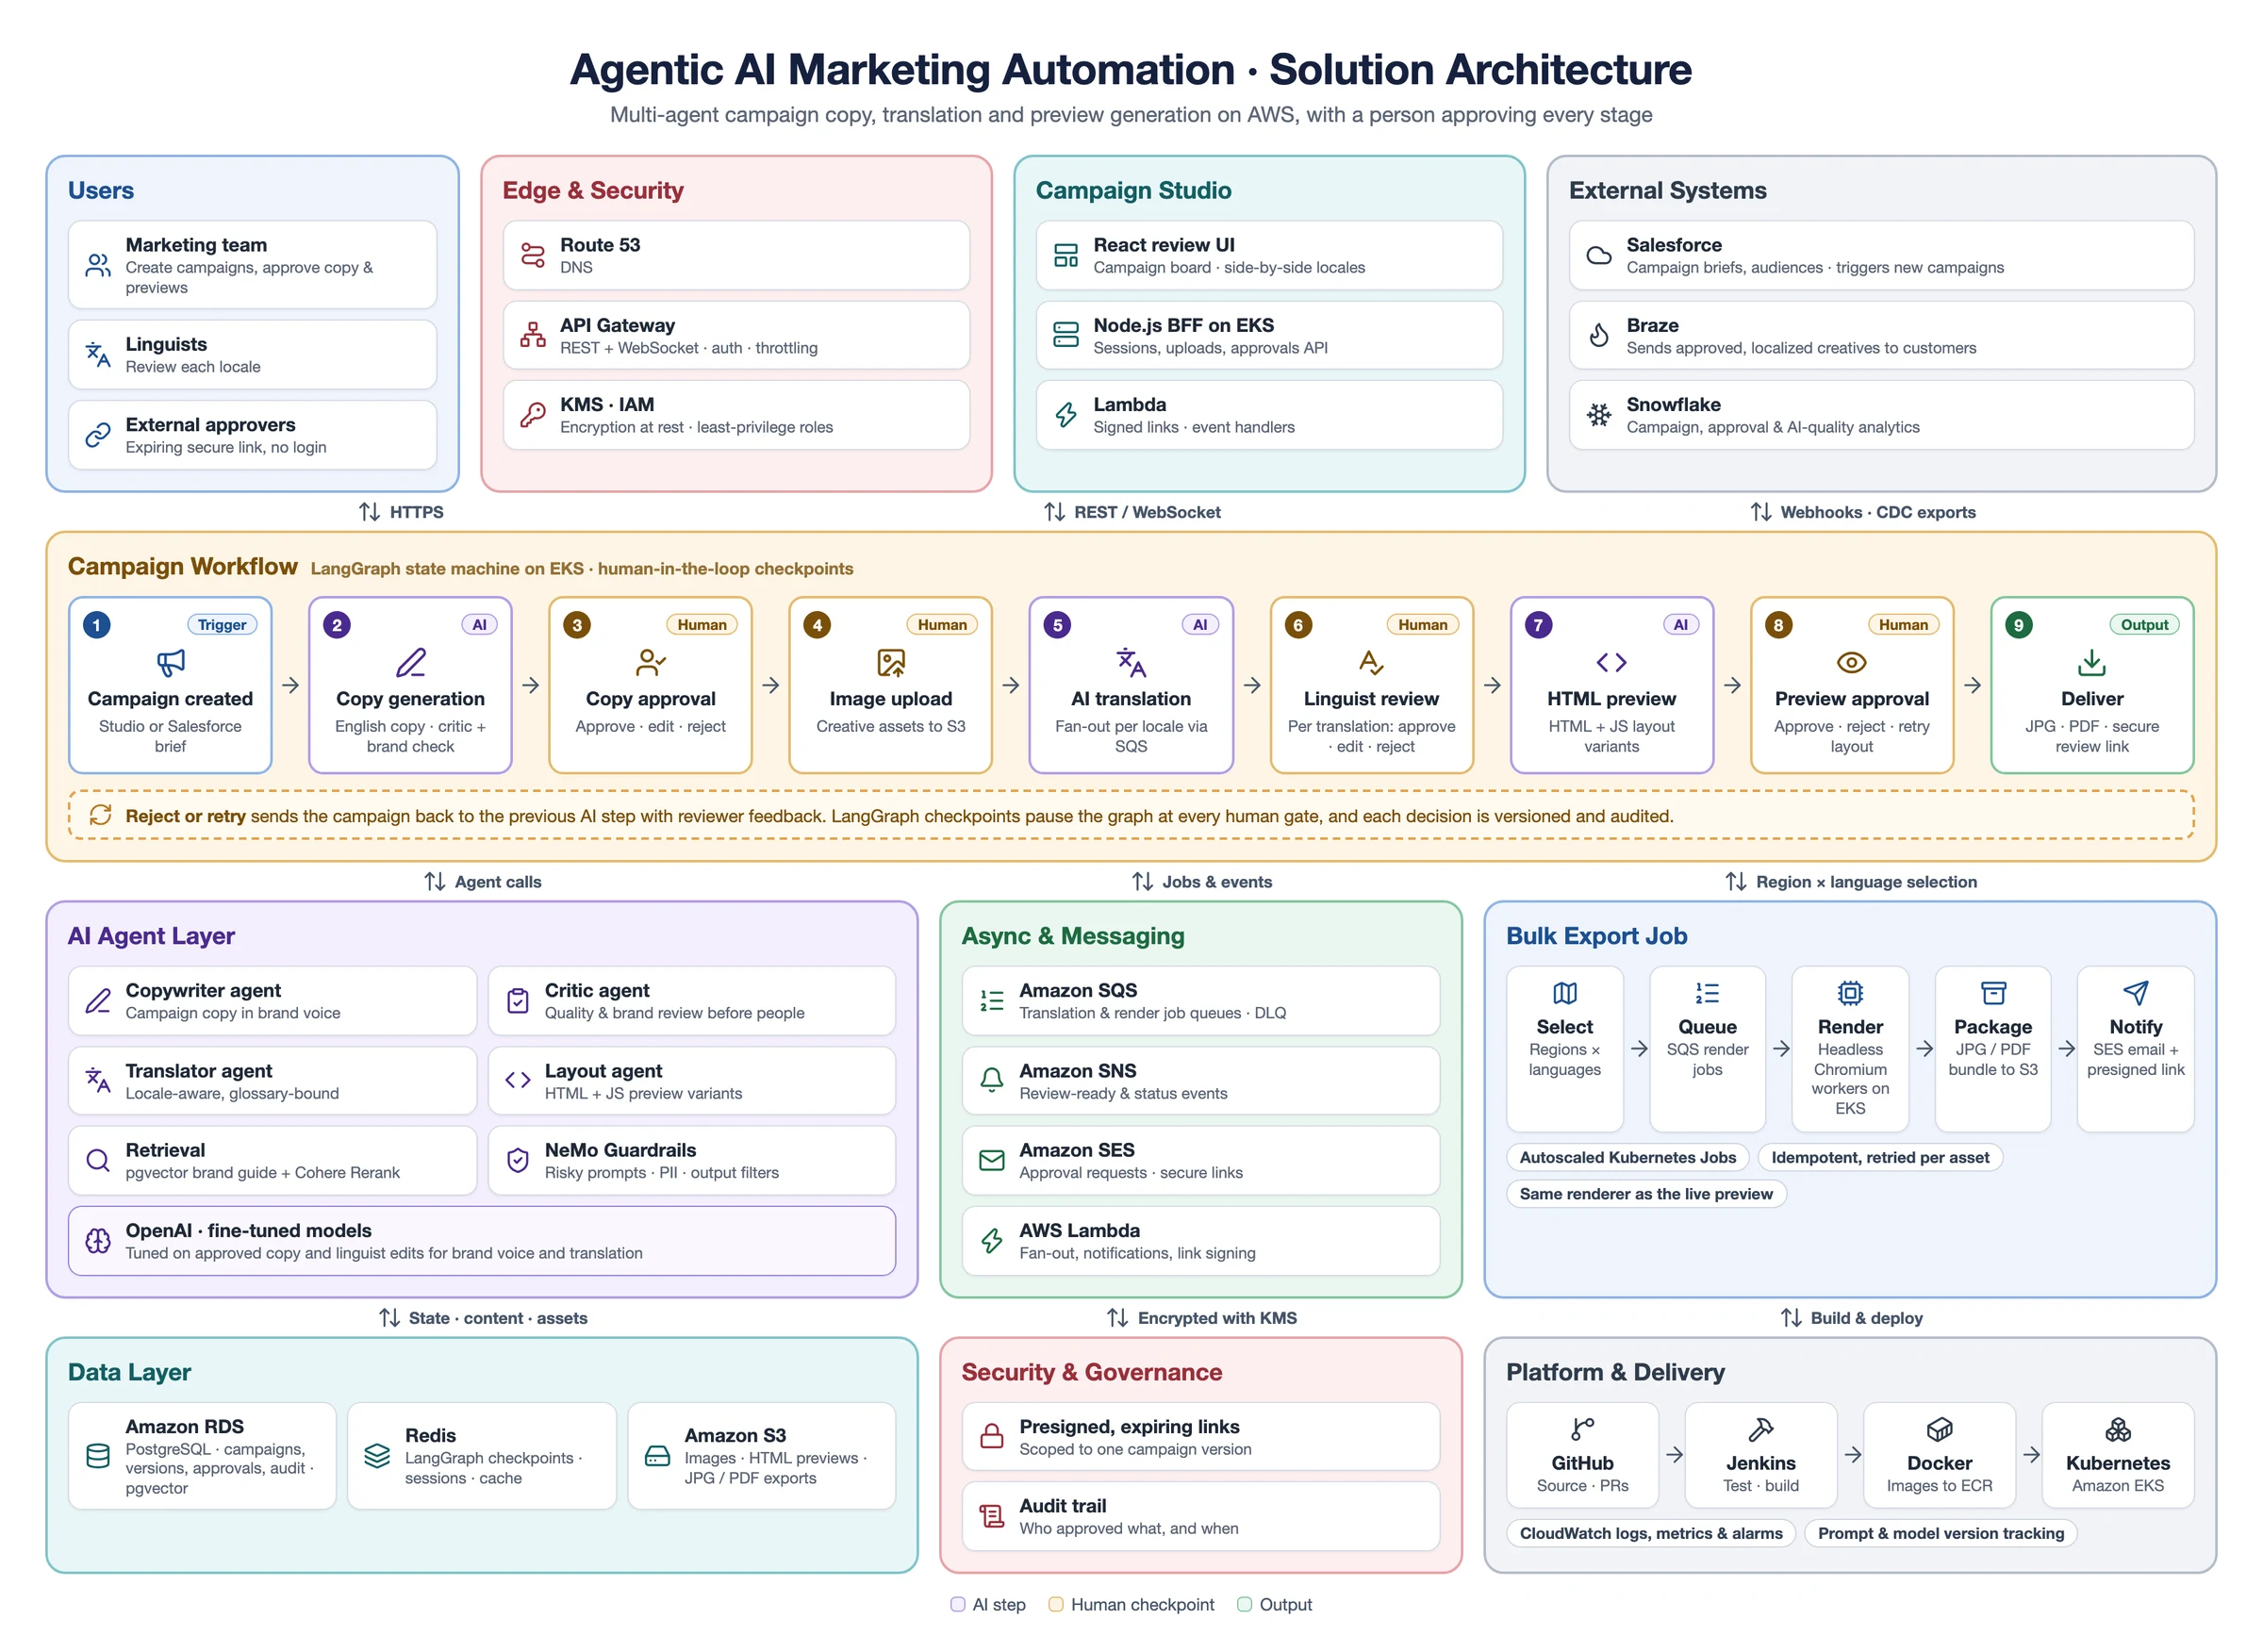 Agentic AI Marketing Automation · Solution Architecture
Multi-agent campaign copy, translation and preview generation on AWS, with a person approving every stage
Users
Marketing team
Create campaigns, approve copy &
previews
Linguists
Review each locale
External approvers
Expiring secure link, no login
Edge & Security
Route 53
DNS
API Gateway
REST + WebSocket · auth · throttling
KMS · IAM
Encryption at rest · least-privilege roles
Campaign Studio
React review UI
Campaign board · side-by-side locales
Node.js BFF on EKS
Sessions, uploads, approvals API
Lambda
Signed links · event handlers
External Systems
Salesforce
Campaign briefs, audiences · triggers new campaigns
Braze
Sends approved, localized creatives to customers
Snowflake
Campaign, approval & AI-quality analytics
HTTPS
REST / WebSocket
Webhooks · CDC exports
Campaign Workflow LangGraph state machine on EKS · human-in-the-loop checkpoints
1 Trigger
Campaign created
Studio or Salesforce
brief
2 AI
Copy generation
English copy · critic +
brand check
3 Human
Copy approval
Approve · edit · reject
4 Human
Image upload
Creative assets to S3
5 AI
AI translation
Fan-out per locale via
SQS
6 Human
Linguist review
Per translation: approve
· edit · reject
7 AI
HTML preview
HTML + JS layout
variants
8 Human
Preview approval
Approve · reject · retry
layout
9 Output
Deliver
JPG · PDF · secure
review link
Reject or retry sends the campaign back to the previous AI step with reviewer feedback. LangGraph checkpoints pause the graph at every human gate, and each decision is versioned and audited.
Agent calls
Jobs & events
Region × language selection
AI Agent Layer
Copywriter agent
Campaign copy in brand voice
Critic agent
Quality & brand review before people
Translator agent
Locale-aware, glossary-bound
Layout agent
HTML + JS preview variants
Retrieval
pgvector brand guide + Cohere Rerank
NeMo Guardrails
Risky prompts · PII · output filters
OpenAI · fine-tuned models
Tuned on approved copy and linguist edits for brand voice and translation
Async & Messaging
Amazon SQS
Translation & render job queues · DLQ
Amazon SNS
Review-ready & status events
Amazon SES
Approval requests · secure links
AWS Lambda
Fan-out, notifications, link signing
Bulk Export Job
Select
Regions ×
languages
Queue
SQS render
jobs
Render
Headless
Chromium
workers on
EKS
Package
JPG / PDF
bundle to S3
Notify
SES email +
presigned link
Autoscaled Kubernetes Jobs
Idempotent, retried per asset
Same renderer as the live preview
State · content · assets
Encrypted with KMS
Build & deploy
Data Layer
Amazon RDS
PostgreSQL · campaigns,
versions, approvals, audit ·
pgvector
Redis
LangGraph checkpoints ·
sessions · cache
Amazon S3
Images · HTML previews ·
JPG / PDF exports
Security & Governance
Presigned, expiring links
Scoped to one campaign version
Audit trail
Who approved what, and when
Platform & Delivery
GitHub
Source · PRs
Jenkins
Test · build
Docker
Images to ECR
Kubernetes
Amazon EKS
CloudWatch logs, metrics & alarms
Prompt & model version tracking
AI step
Human checkpoint
Output